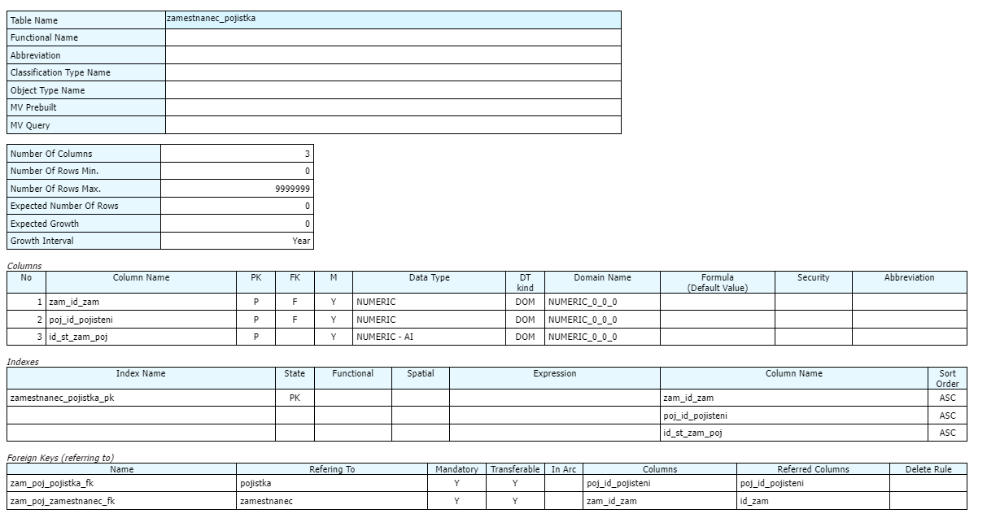 Table Name zamestnanec_pojistka
Functional Name
Abbreviation
Classification Type Name
Object Type Name
MV Prebuilt
MV Query
Number Of Columns 3
Number Of Rows Min. 0
Number Of Rows Max. 9999999
Expected Number Of Rows 0
Expected Growth 0
Growth Interval Year
Columns
No Column Name PK FK M Data Type DT kind Domain Name Formula (Default Value) Security Abbreviation
1 zam_id_zam P F Y NUMERIC DOM NUMERIC_0_0_0
2 poj_id_pojisteni P F Y NUMERIC DOM NUMERIC_0_0_0
3 id_st_zam_poj P Y NUMERIC - AI DOM NUMERIC_0_0_0
Indexes
Index Name State Functional Spatial Expression Column Name Sort Order
zamestnanec_pojistka_pk PK zam_id_zam ASC
poj_id_pojisteni ASC
id_st_zam_poj ASC
Foreign Keys (referring to)
Name Refering To Mandatory Transferable In Arc Columns Referred Columns Delete Rule
zam_poj_pojistka_fk pojistka Y Y poj_id_pojisteni poj_id_pojisteni
zam_poj_zamestnanec_fk zamestnanec Y Y zam_id_zam id_zam